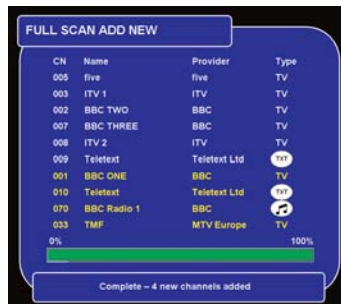 FULL SCAN ADD NEW
CN Name Provider Type
005 five five TV
003 ITV 1 ITV TV
002 BBC TWO BBC TV
007 BBC THREE BBC TV
008 ITV 2 ITV TV
009 Teletext Teletext Ltd TXT
001 BBC ONE BBC TV
010 Teletext Teletext Ltd TXT
070 BBC Radio 1 BBC
033 TMF MTV Europe TV
0% 100%
Complete – 4 new channels added